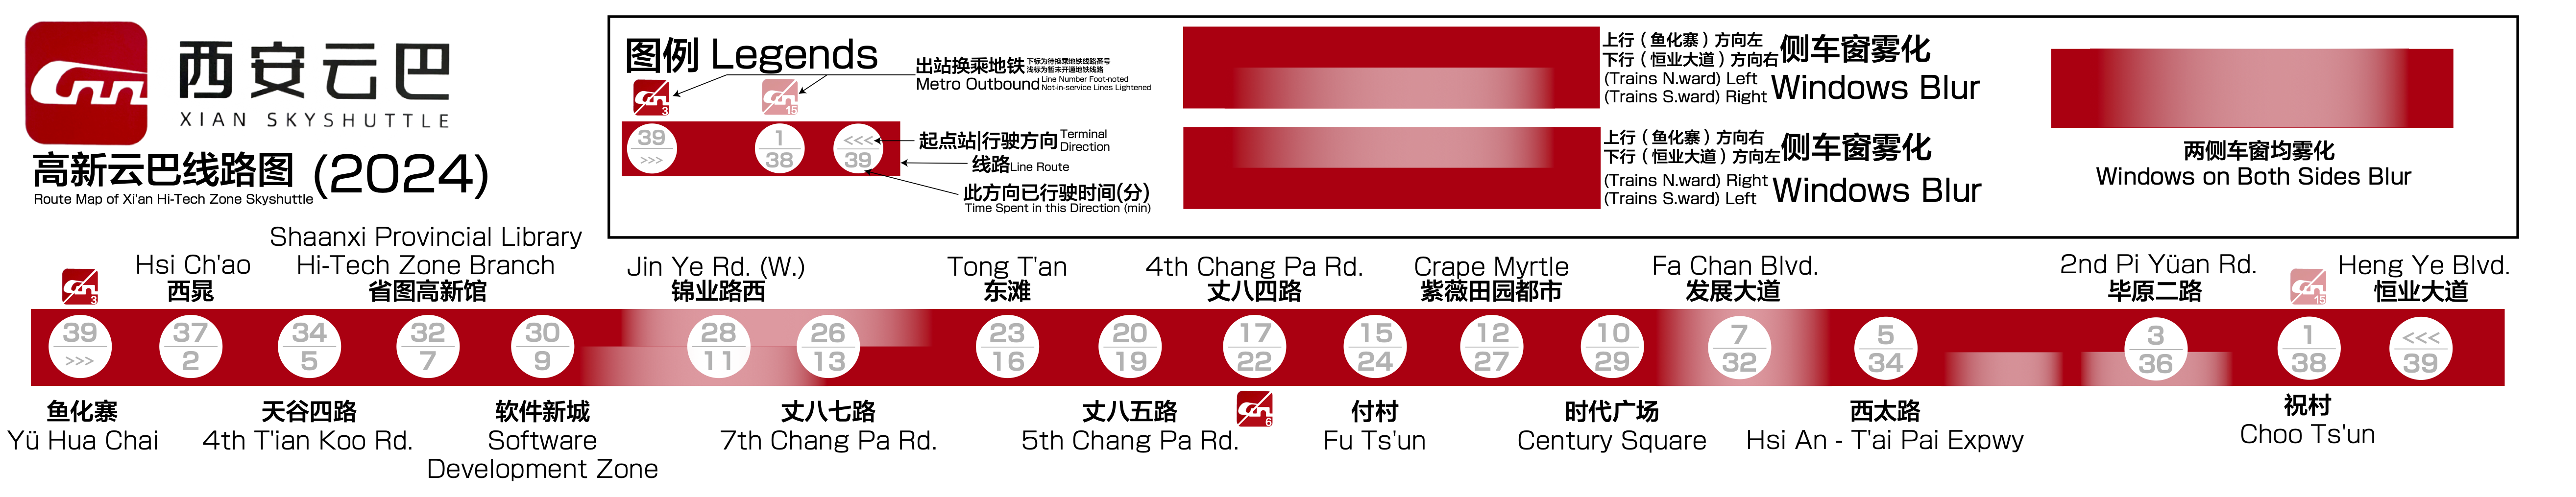 西安云巴
XIAN SKYSHUTTLE
高新云巴线路图 (2024)
Route Map of Xi'an Hi-Tech Zone Skyshuttle
图例 Legends
出站换乘地铁
下标为待换乘地铁线路番号
浅标为暂未开通地铁线路
Metro Outbound
Line Number Foot-noted
Not-in-service Lines Lightened
3
15
39
>>>
1
38
<<<
39
起点站|行驶方向
Terminal
Direction
线路 Line Route
此方向已行驶时间(分)
Time Spent in this Direction (min)
上行（鱼化寨）方向左
下行（恒业大道）方向右
侧车窗雾化
(Trains N.ward) Left
(Trains S.ward) Right
Windows Blur
上行（鱼化寨）方向右
下行（恒业大道）方向左
侧车窗雾化
(Trains N.ward) Right
(Trains S.ward) Left
Windows Blur
两侧车窗均雾化
Windows on Both Sides Blur
3
39
>>>
鱼化寨
Yü Hua Chai
Hsi Ch'ao
西晁
37
2
34
5
天谷四路
4th T'ian Koo Rd.
Shaanxi Provincial Library
Hi-Tech Zone Branch
省图高新馆
32
7
30
9
软件新城
Software
Development Zone
Jin Ye Rd. (W.)
锦业路西
28
11
26
13
丈八七路
7th Chang Pa Rd.
Tong T'an
东滩
23
16
20
19
丈八五路
5th Chang Pa Rd.
4th Chang Pa Rd.
丈八四路
17
22
6
15
24
付村
Fu Ts'un
Crape Myrtle
紫薇田园都市
12
27
10
29
时代广场
Century Square
Fa Chan Blvd.
发展大道
7
32
5
34
西太路
Hsi An - T'ai Pai Expwy
2nd Pi Yüan Rd.
毕原二路
3
36
15
1
38
祝村
Choo Ts'un
Heng Ye Blvd.
恒业大道
<<<
39